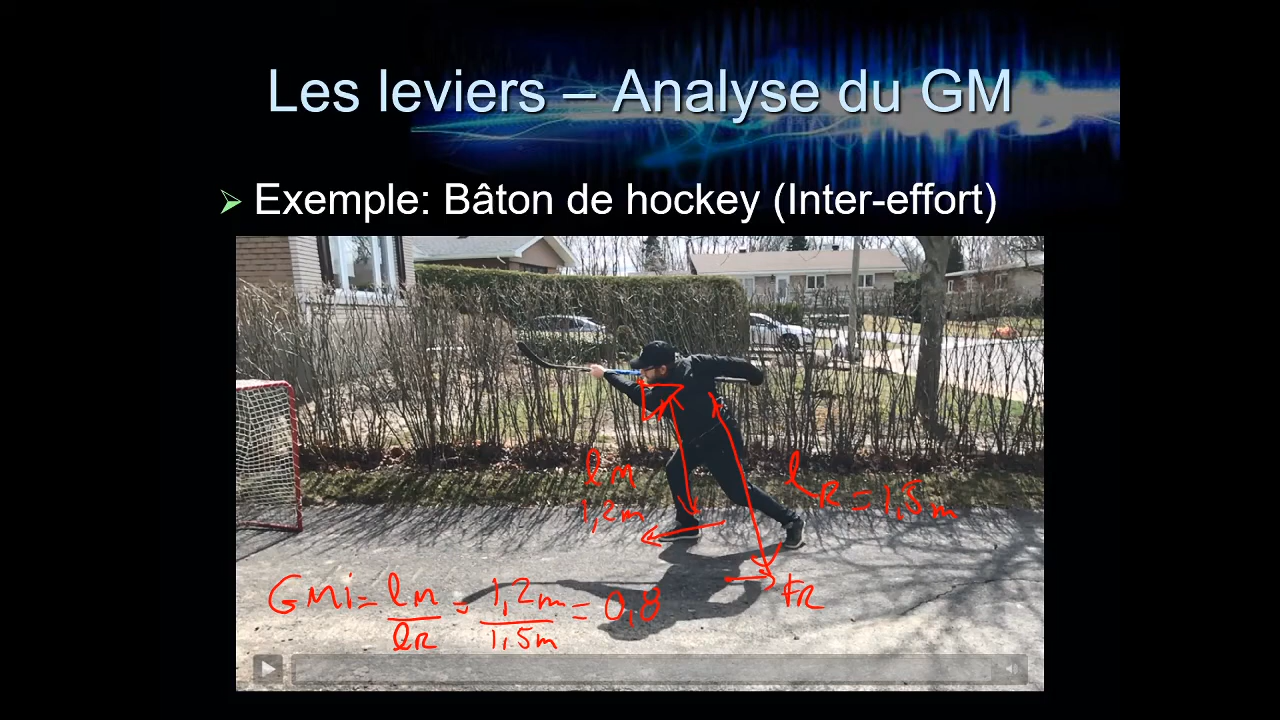 Les leviers – Analyse du GM
Exemple: Bâton de hockey (Inter-effort)
lM
1,2m
lR = 1,5m
FR
GMi = lM/lR = 1,2m/1,5m = 0,8